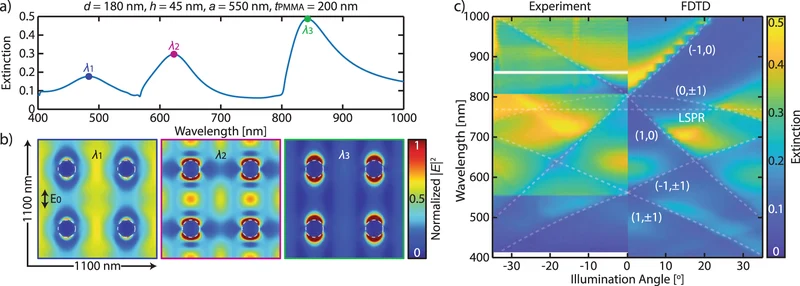 a)
d = 180 nm, h = 45 nm, a = 550 nm, tPMMA = 200 nm
Extinction
0.5
0.4
0.3
0.2
0.1
0
λ1
λ2
λ3
400 500 600 700 800 900 1000
Wavelength [nm]
b)
λ1
λ2
λ3
E0
1100 nm
1100 nm
1
0.5
0
Normalized |E|2
c)
Experiment
FDTD
Wavelength [nm]
1000
900
800
700
600
500
400
(-1,0)
(0,±1)
LSPR
(1,0)
(-1,±1)
(1,±1)
-30 -20 -10 0 10 20 30
Illumination Angle [o]
0.5
0.4
0.3
0.2
0.1
0
Extinction